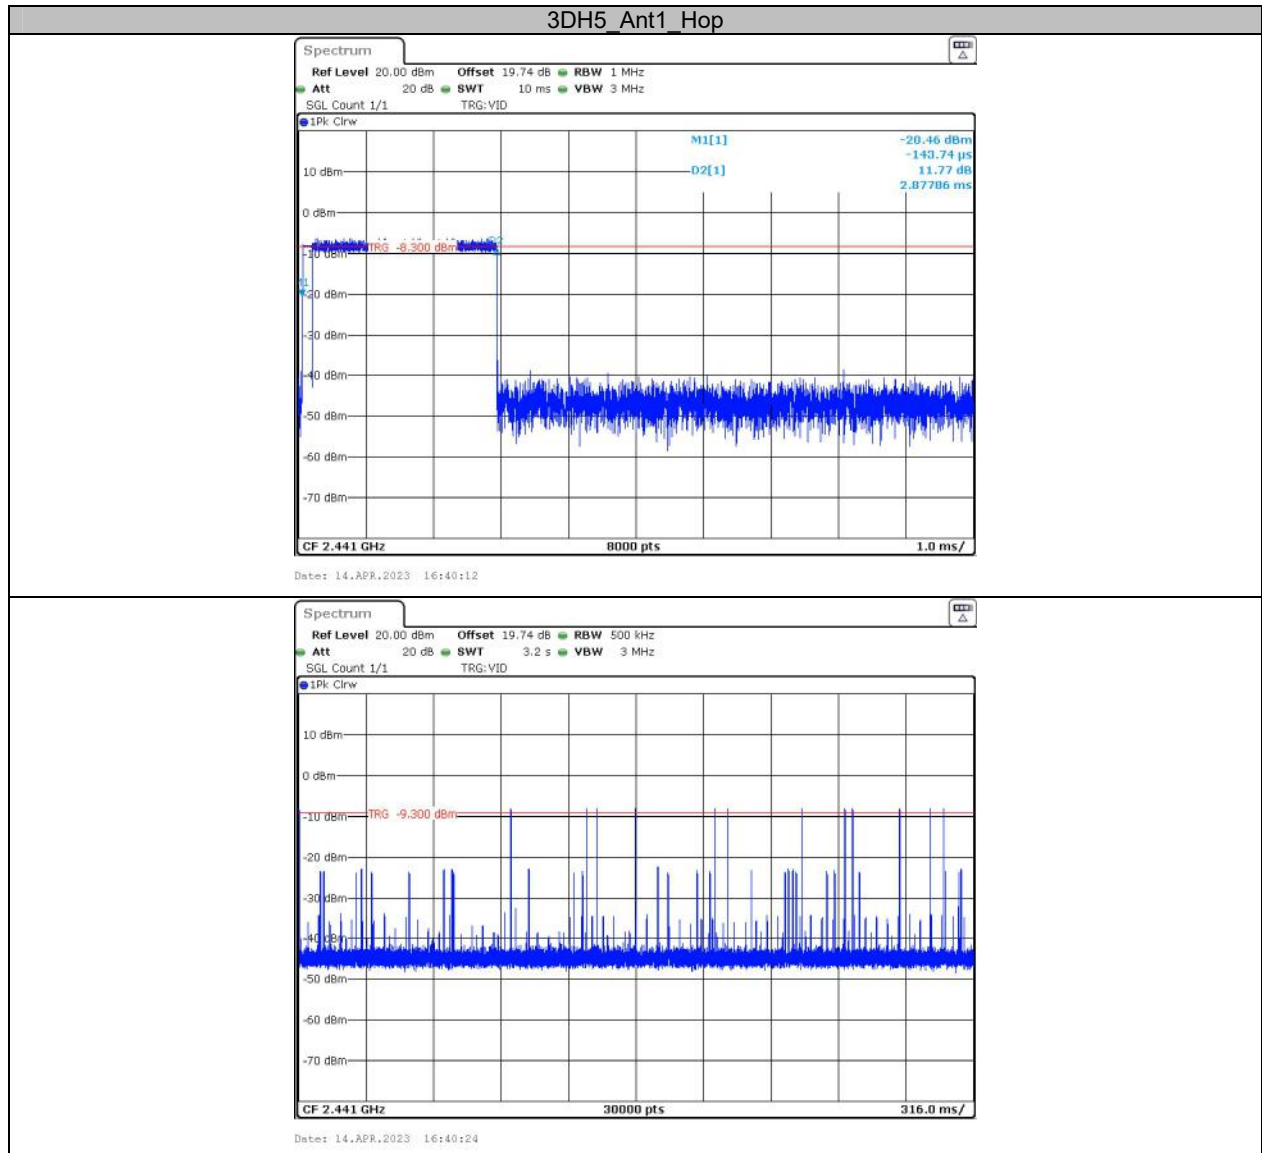 3DH5_Ant1_Hop
Spectrum
Ref Level 20.00 dBm Offset 19.74 dB RBW 1 MHz
Att 20 dB SWT 10 ms VBW 3 MHz
SGL Count 1/1 TRG:VID
1Pk Clrw
M1[1] -20.46 dBm
-143.74 µs
10 dBm D2[1] 11.77 dB
2.87786 ms
0 dBm
TRG -8.300 dBm
-10 dBm
-20 dBm
-30 dBm
-40 dBm
-50 dBm
-60 dBm
-70 dBm
CF 2.441 GHz 8000 pts 1.0 ms/
Date: 14.APR.2023 16:40:12
Spectrum
Ref Level 20.00 dBm Offset 19.74 dB RBW 500 kHz
Att 20 dB SWT 3.2 s VBW 3 MHz
SGL Count 1/1 TRG:VID
1Pk Clrw
10 dBm
0 dBm
-10 dBm TRG -9.300 dBm
-20 dBm
-30 dBm
-40 dBm
-50 dBm
-60 dBm
-70 dBm
CF 2.441 GHz 30000 pts 316.0 ms/
Date: 14.APR.2023 16:40:24